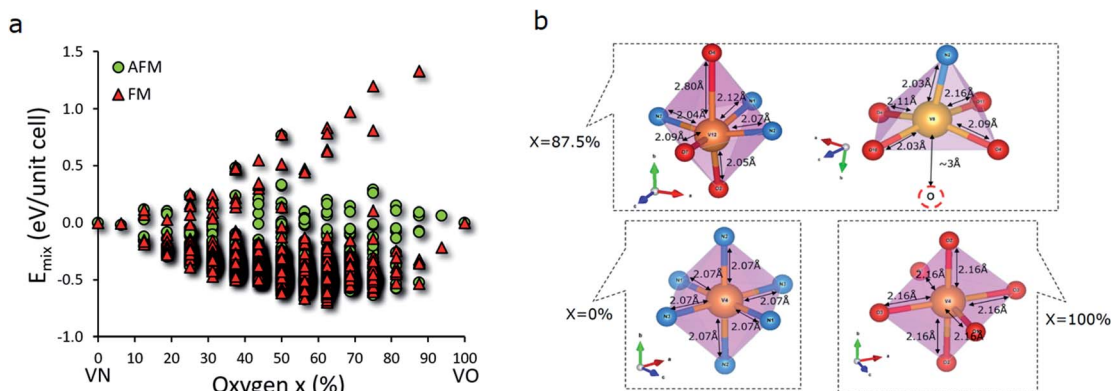 a
b
1.5
1.0
0.5
0.0
-0.5
-1.0
E_mix (eV/unit cell)
AFM
FM
0 10 20 30 40 50 60 70 80 90 100
VN VO
Oxygen x (%)
X=87.5%
2.80Å
2.12Å
2.04Å
2.07Å
2.09Å
2.05Å
V12
2.03Å
2.16Å
2.11Å
2.09Å
2.03Å
~3Å
O
X=0%
2.07Å
2.07Å
2.07Å
2.07Å
2.07Å
2.07Å
X=100%
2.16Å
2.16Å
2.16Å
2.16Å
2.16Å
2.16Å